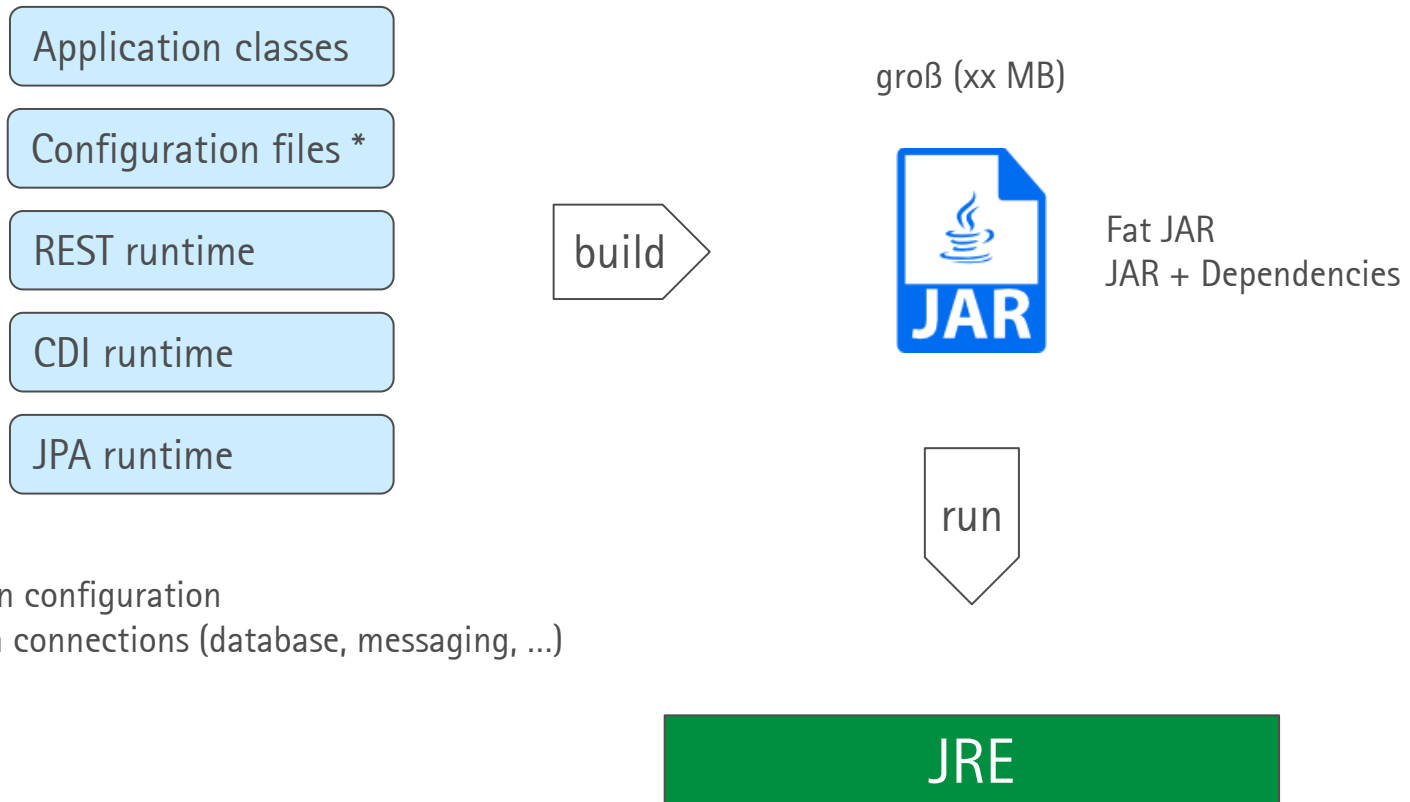 Application classes
Configuration files *
REST runtime
CDI runtime
JPA runtime
build
groß (xx MB)
JAR
Fat JAR
JAR + Dependencies
run
configuration
connections (database, messaging, ...)
JRE